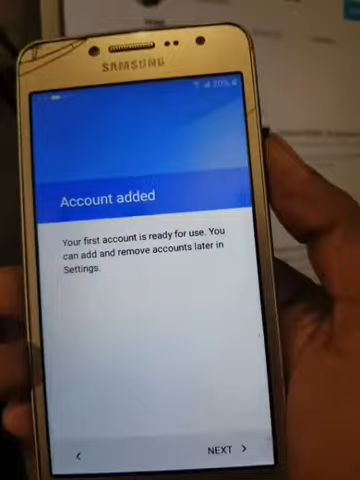 SAMSUNG
20%
Account added
Your first account is ready for use. You
can add and remove accounts later in
Settings.
NEXT